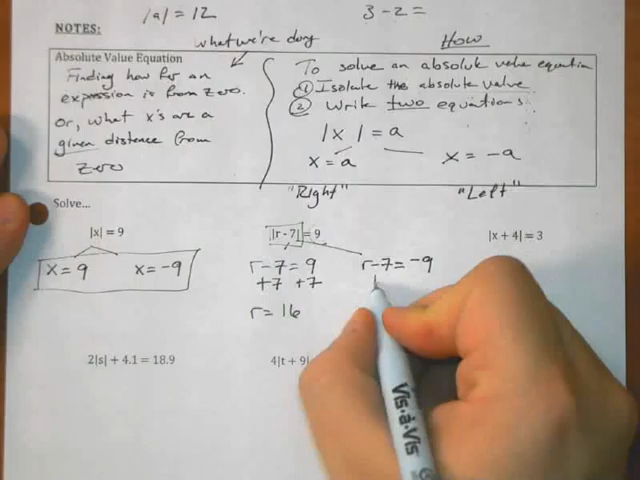 |a| = 12
3 - 2 =
NOTES:
what we're doing
How
Absolute Value Equation
Finding how far an
expression is from zero.
Or, what x's are a
given distance from
zero
To solve an absolute value equation
① Isolate the absolute value
② Write two equations
|x| = a
x = a
x = -a
"Right"
"Left"
Solve...
|x| = 9
x = 9
x = -9
|r - 7| = 9
r - 7 = 9
+7 +7
r = 16
r - 7 = -9
|x + 4| = 3
2|s| + 4.1 = 18.9
4|t + 9|
Vis-à-Vis